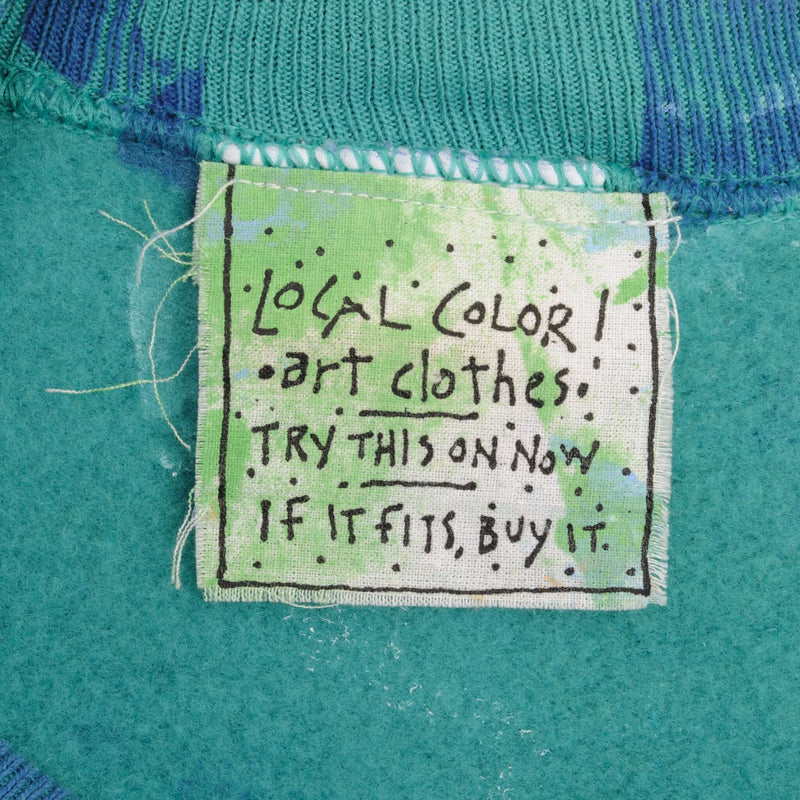 LOCAL COLOR!
•art clothes•
TRY THIS ON NOW
IF IT FITS, BUY IT.